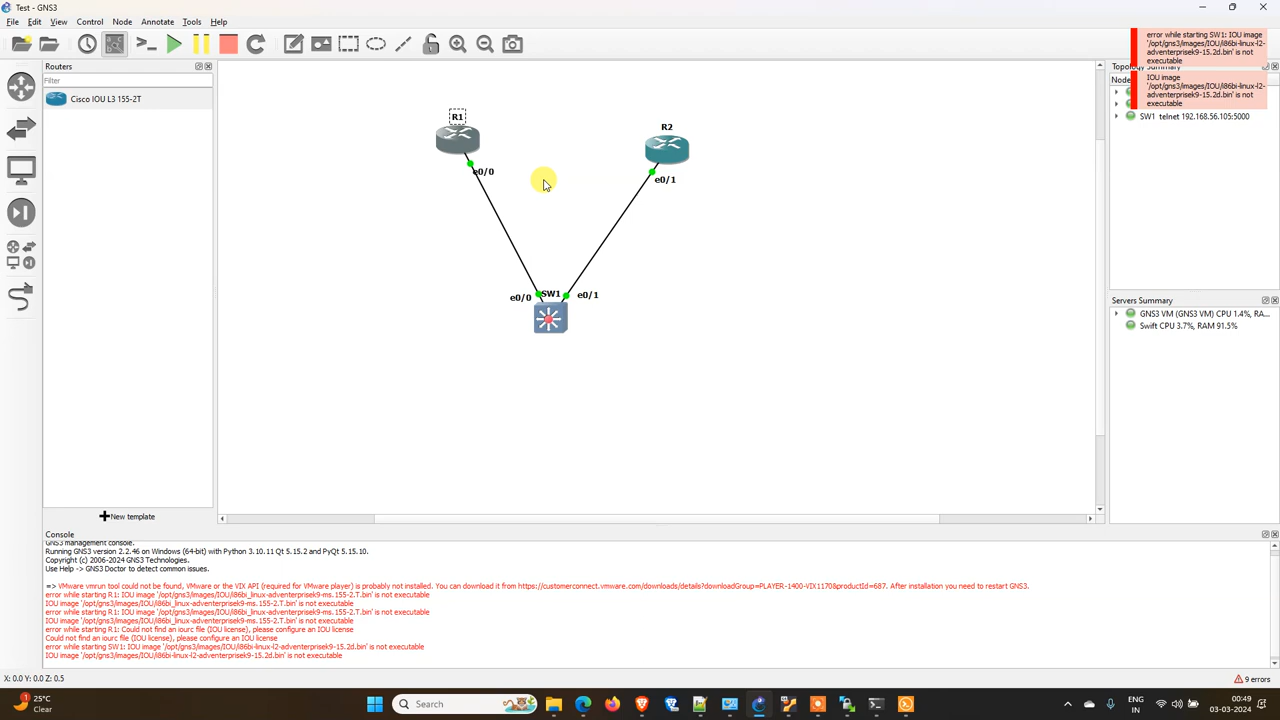 Test - GNS3
File Edit View Control Node Annotate Tools Help
Routers
Filter
Cisco IOU L3 155-2T
New template
R1
R2
e0/0
e0/1
e0/0
SW1
e0/1
error while starting SW1: IOU image
'/opt/gns3/images/IOU/i86bi-linux-l2-
adventerprisek9-15.2d.bin' is not
executable
IOU image
'/opt/gns3/images/IOU/i86bi-linux-l2-
adventerprisek9-15.2d.bin' is not
executable
Topology Summary
Node
SW1 telnet 192.168.56.105:5000
Servers Summary
GNS3 VM (GNS3 VM) CPU 1.4%, RA...
Swift CPU 3.7%, RAM 91.5%
Console
GNS3 management console.
Running GNS3 version 2.2.46 on Windows (64-bit) with Python 3.10.11 Qt 5.15.2 and PyQt 5.15.10.
Copyright (c) 2006-2024 GNS3 Technologies.
Use Help -> GNS3 Doctor to detect common issues.
=> VMware vmrun tool could not be found, VMware or the VIX API (required for VMware player) is probably not installed. You can download it from https://customerconnect.vmware.com/downloads/details?downloadGroup=PLAYER-1400-VIX1170&productId=687. After installation you need to restart GNS3.
error while starting R1: IOU image '/opt/gns3/images/IOU/i86bi_linux-adventerprisek9-ms.155-2.T.bin' is not executable
IOU image '/opt/gns3/images/IOU/i86bi_linux-adventerprisek9-ms.155-2.T.bin' is not executable
error while starting R1: IOU image '/opt/gns3/images/IOU/i86bi_linux-adventerprisek9-ms.155-2.T.bin' is not executable
IOU image '/opt/gns3/images/IOU/i86bi_linux-adventerprisek9-ms.155-2.T.bin' is not executable
error while starting R1: Could not find an iourc file (IOU license), please configure an IOU license
Could not find an iourc file (IOU license), please configure an IOU license
error while starting SW1: IOU image '/opt/gns3/images/IOU/i86bi-linux-l2-adventerprisek9-15.2d.bin' is not executable
IOU image '/opt/gns3/images/IOU/i86bi-linux-l2-adventerprisek9-15.2d.bin' is not executable
X: 0.0 Y: 0.0 Z: 0.5
9 errors
25°C
Clear
Search
ENG
IN
00:49
03-03-2024